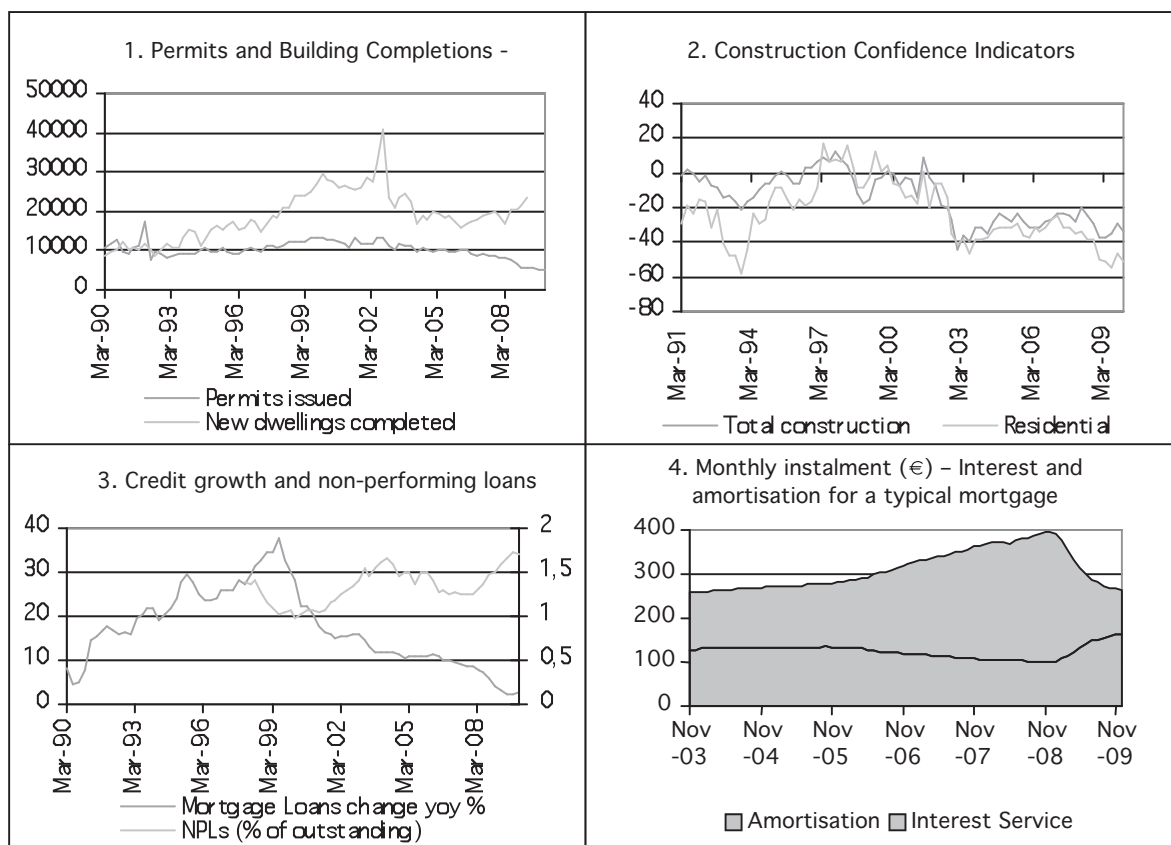 1. Permits and Building Completions -
50000
40000
30000
20000
10000
0
Mar-90
Mar-93
Mar-96
Mar-99
Mar-02
Mar-05
Mar-08
Permits issued
New dwellings completed
2. Construction Confidence Indicators
40
20
0
-20
-40
-60
-80
Mar-91
Mar-94
Mar-97
Mar-00
Mar-03
Mar-06
Mar-09
Total construction
Residential
3. Credit growth and non-performing loans
40
30
20
10
0
2
1,5
1
0,5
0
Mar-90
Mar-93
Mar-96
Mar-99
Mar-02
Mar-05
Mar-08
Mortgage Loans change yoy %
NPLs (% of outstanding)
4. Monthly instalment (€) – Interest and
amortisation for a typical mortgage
400
300
200
100
0
Nov Nov Nov Nov Nov Nov Nov
-03 -04 -05 -06 -07 -08 -09
Amortisation Interest Service